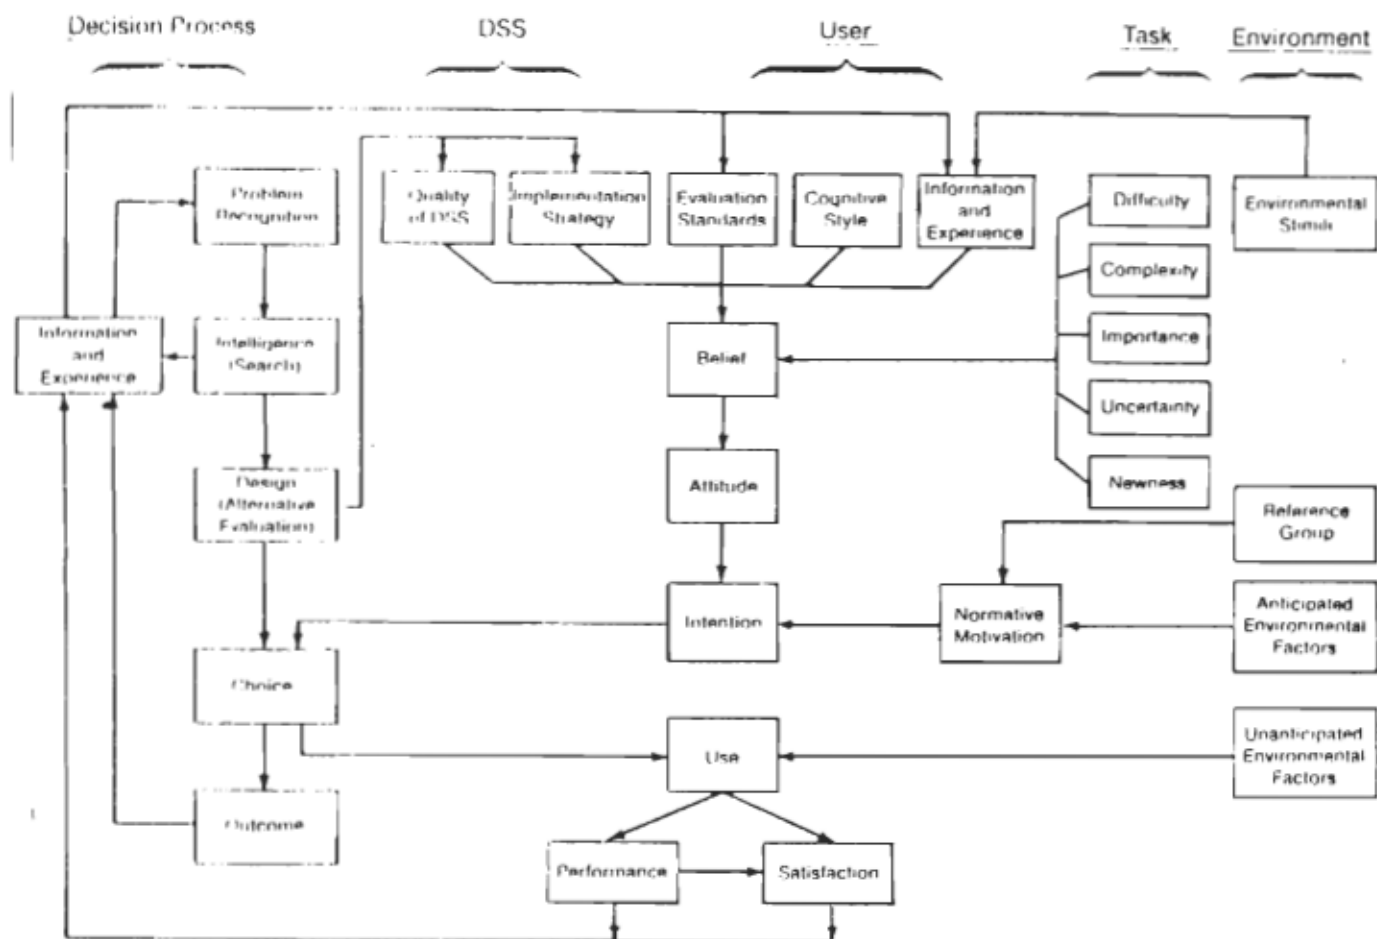 Decision Process
DSS
User
Task
Environment
Problem
Recognition
Quality
of DSS
Implementation
Strategy
Evaluation
Standards
Cognitive
Style
Information
and
Experience
Difficulty
Environmental
Stimuli
Complexity
Information
and
Experience
Intelligence
(Search)
Belief
Importance
Uncertainty
Design
(Alternative
Evaluation)
Attitude
Newness
Reference
Group
Intention
Normative
Motivation
Anticipated
Environmental
Factors
Choice
Use
Unanticipated
Environmental
Factors
Outcome
Performance
Satisfaction